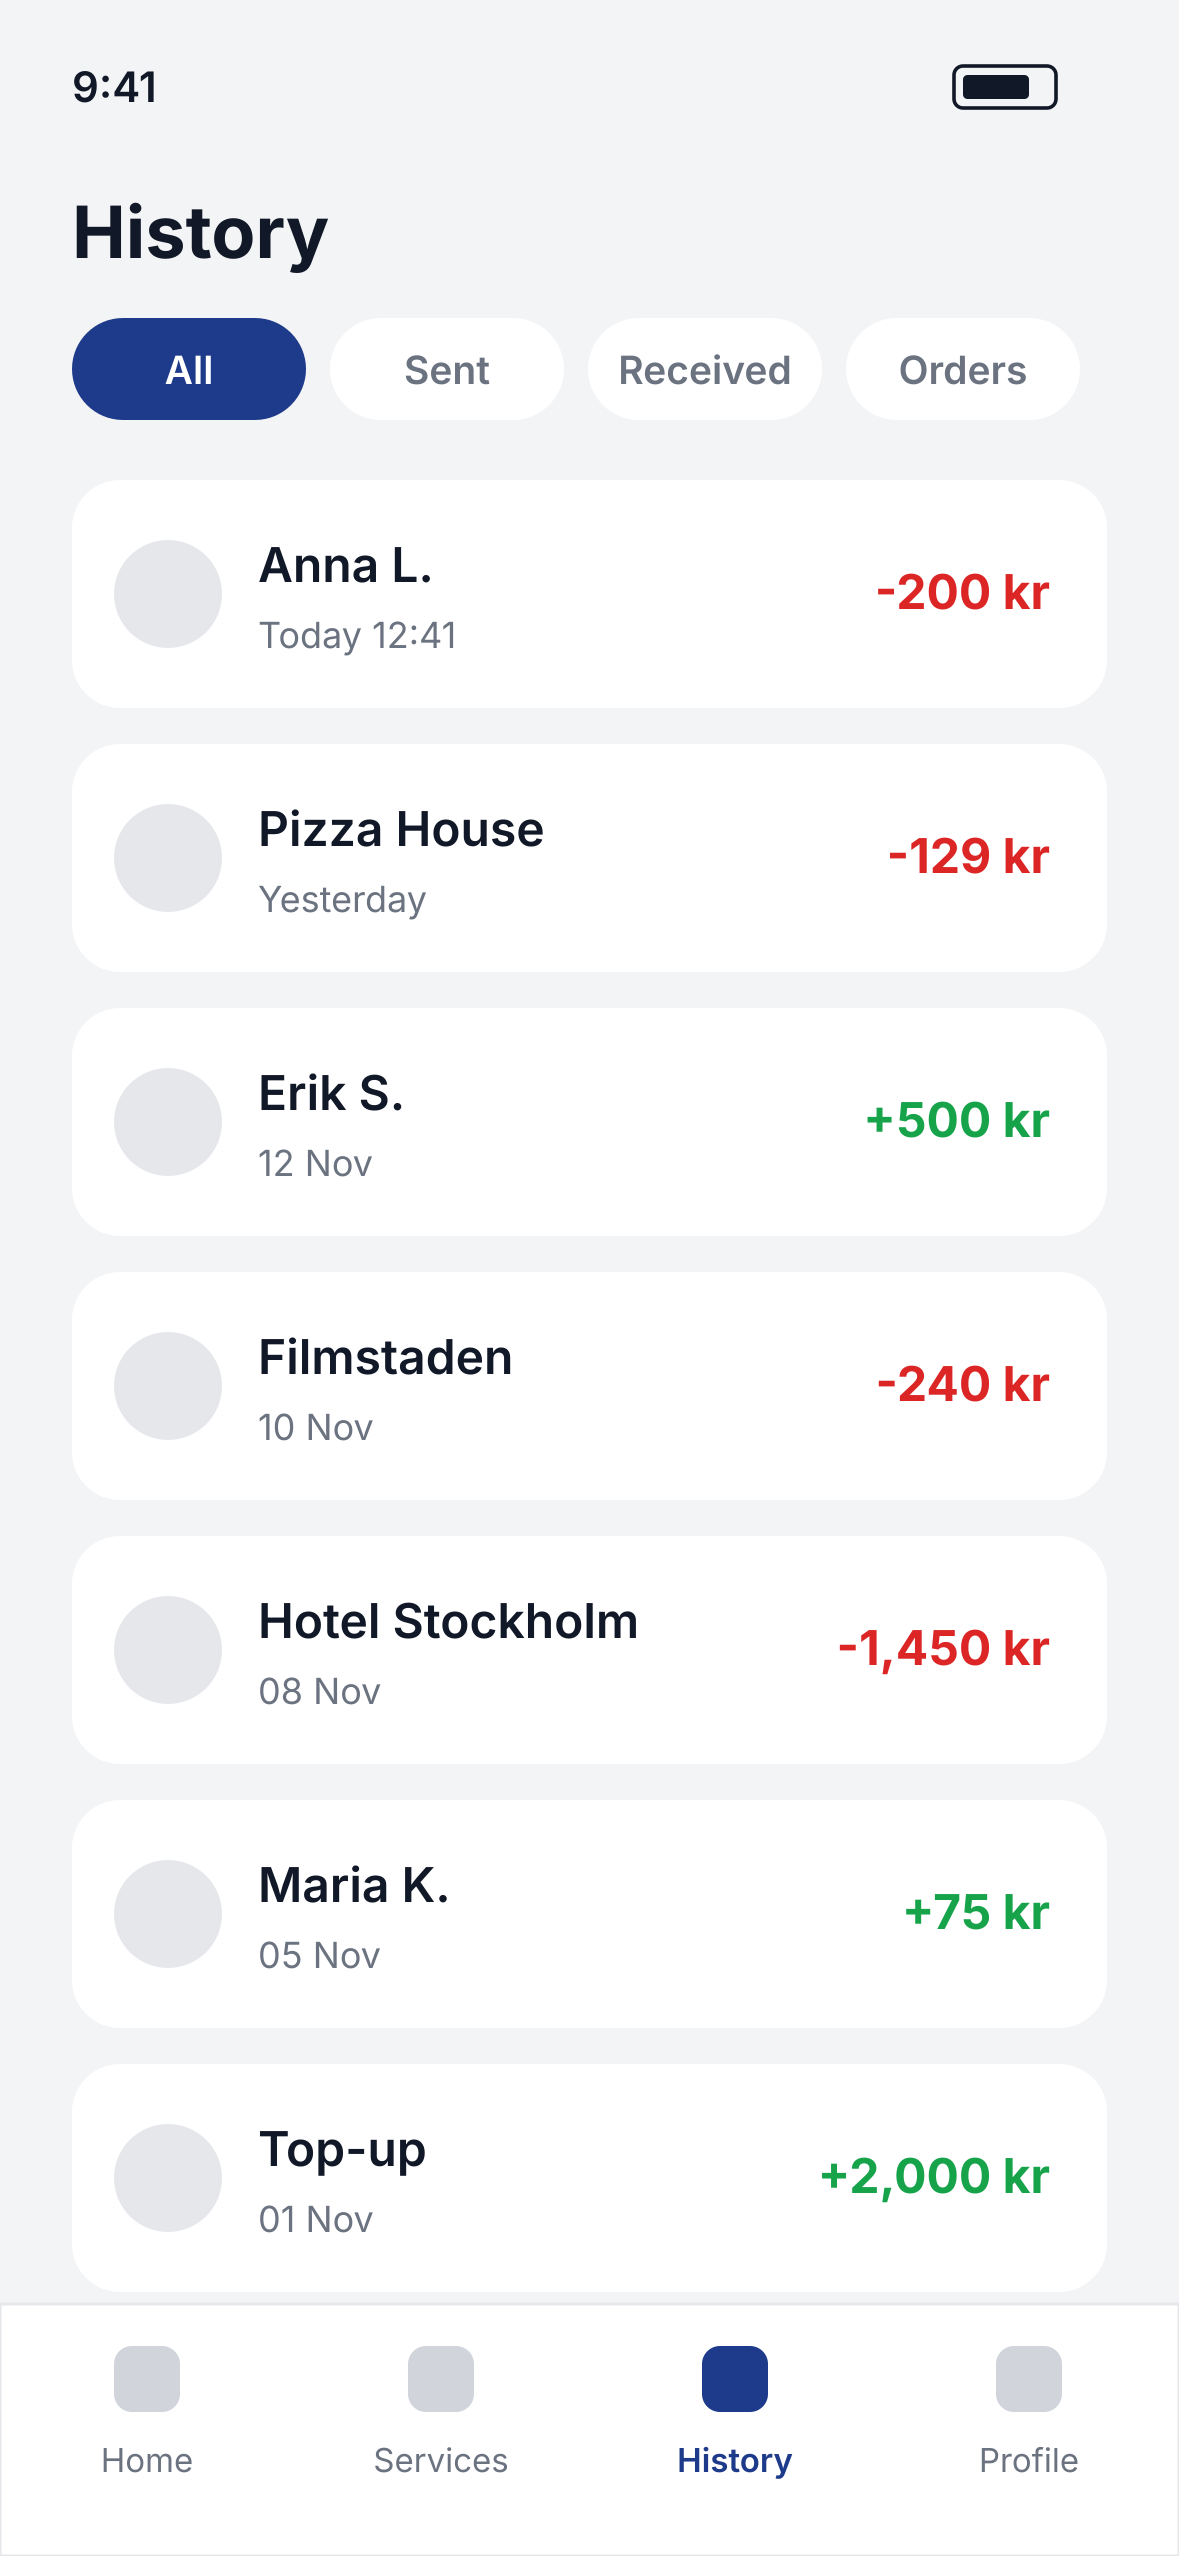 9:41
History
All
Sent
Received
Orders
Anna L.
Today 12:41
-200 kr
Pizza House
Yesterday
-129 kr
Erik S.
12 Nov
+500 kr
Filmstaden
10 Nov
-240 kr
Hotel Stockholm
08 Nov
-1,450 kr
Maria K.
05 Nov
+75 kr
Top-up
01 Nov
+2,000 kr
Home
Services
History
Profile